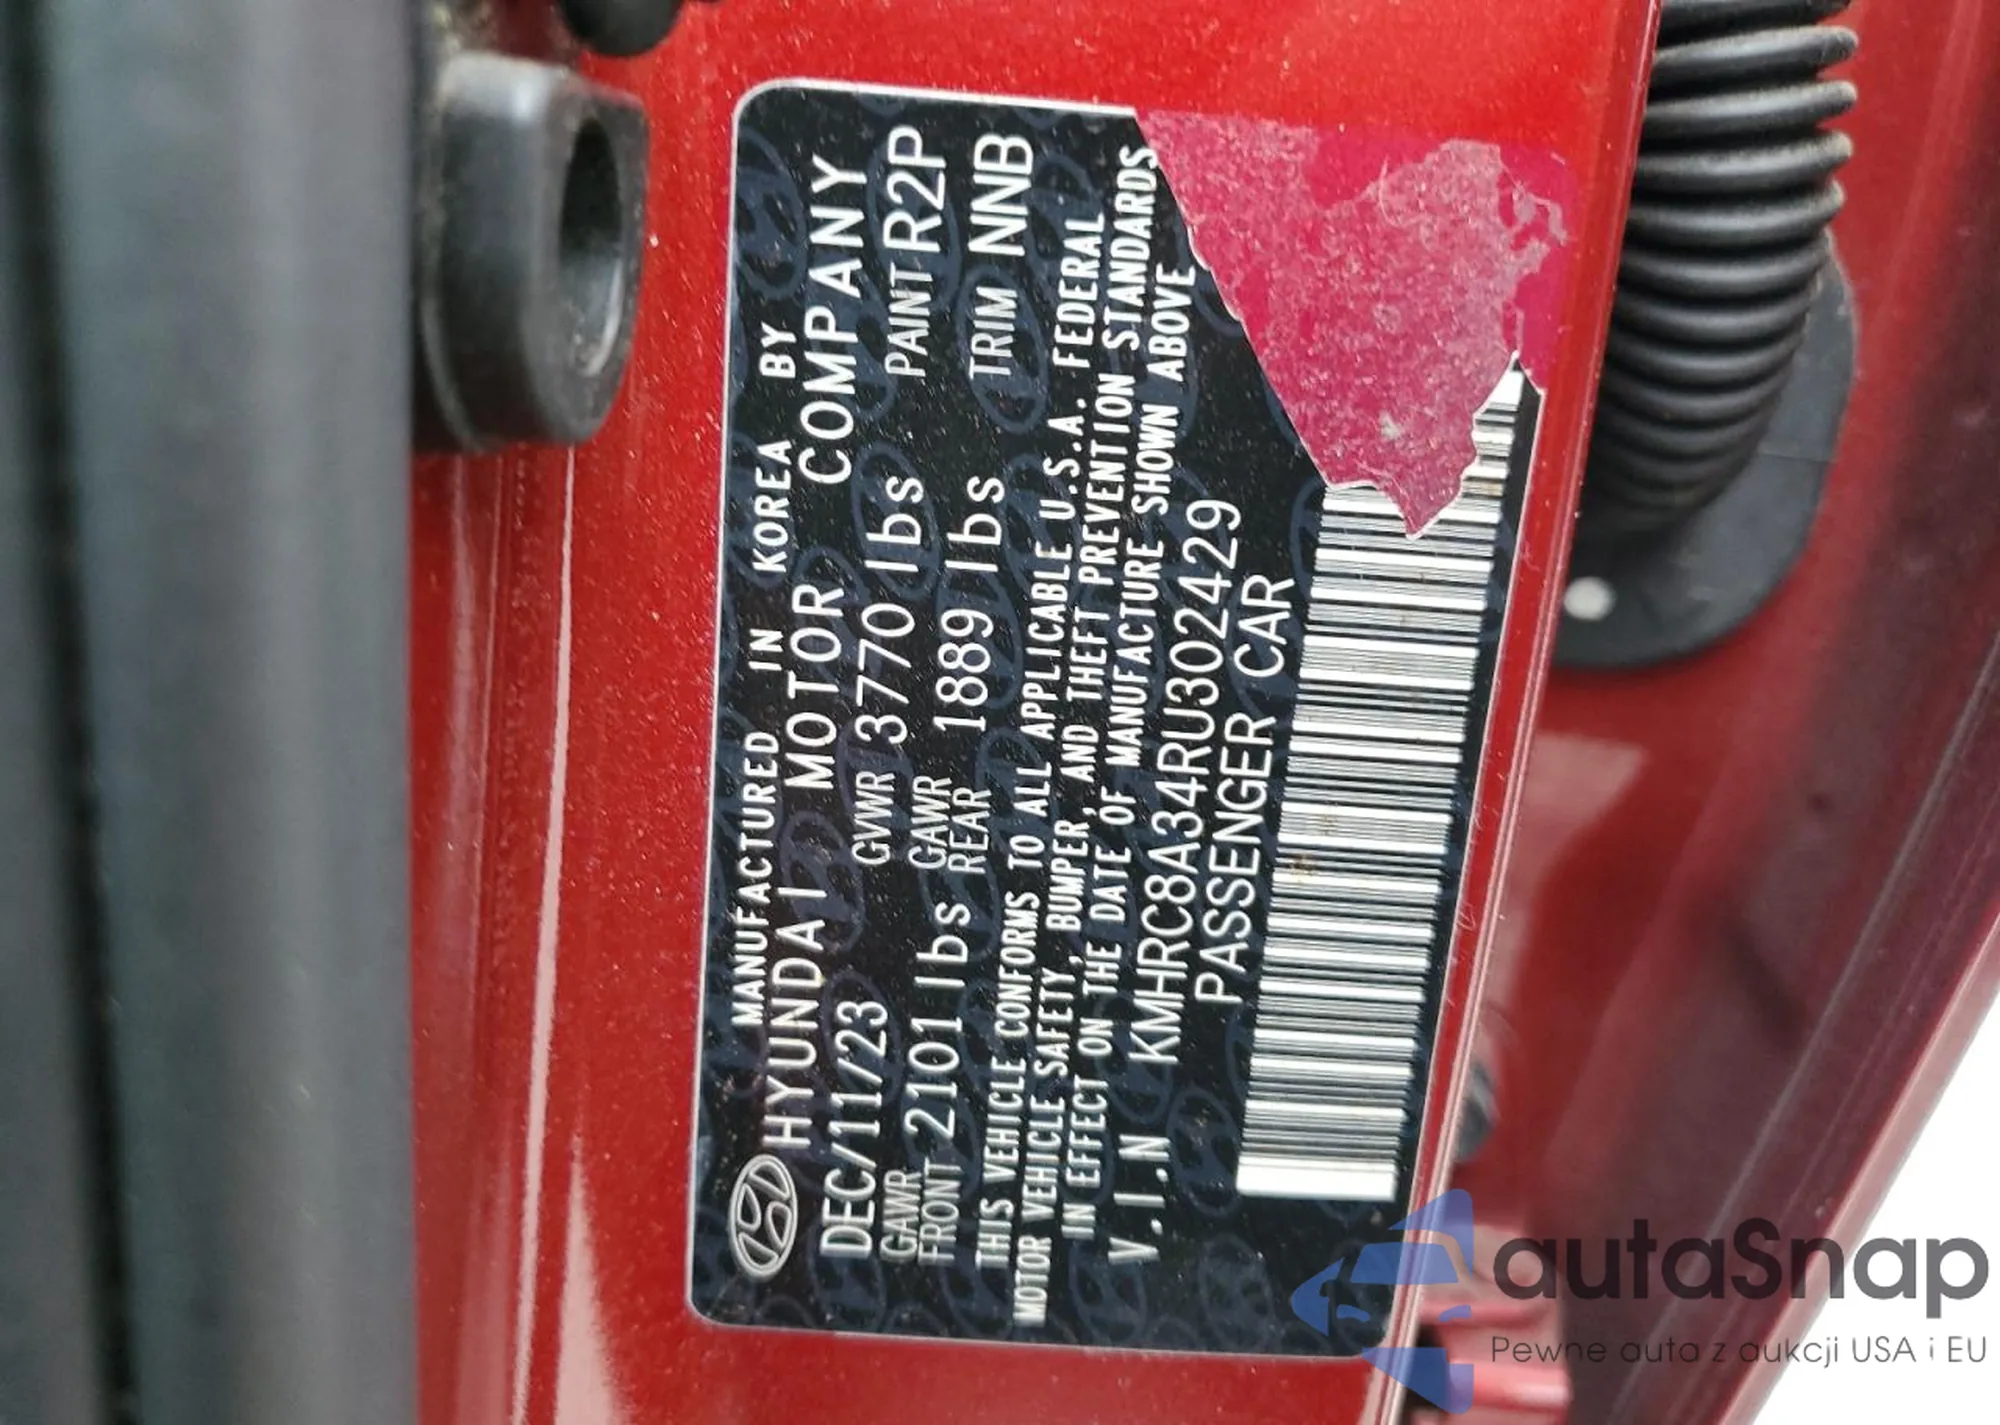 MANUFACTURED IN KOREA BY
HYUNDAI MOTOR COMPANY
DEC/11/23 GVWR 3770 lbs PAINT R2P
GAWR FRONT 2101 lbs GAWR REAR 1889 lbs TRIM NNB
THIS VEHICLE CONFORMS TO ALL APPLICABLE U.S.A. FEDERAL
MOTOR VEHICLE SAFETY, BUMPER, AND THEFT PREVENTION STANDARDS
IN EFFECT ON THE DATE OF MANUFACTURE SHOWN ABOVE
V.I.N KMHRC8A34RU302429
PASSENGER CAR
autaSnap
Pewne auta z aukcji USA i EU